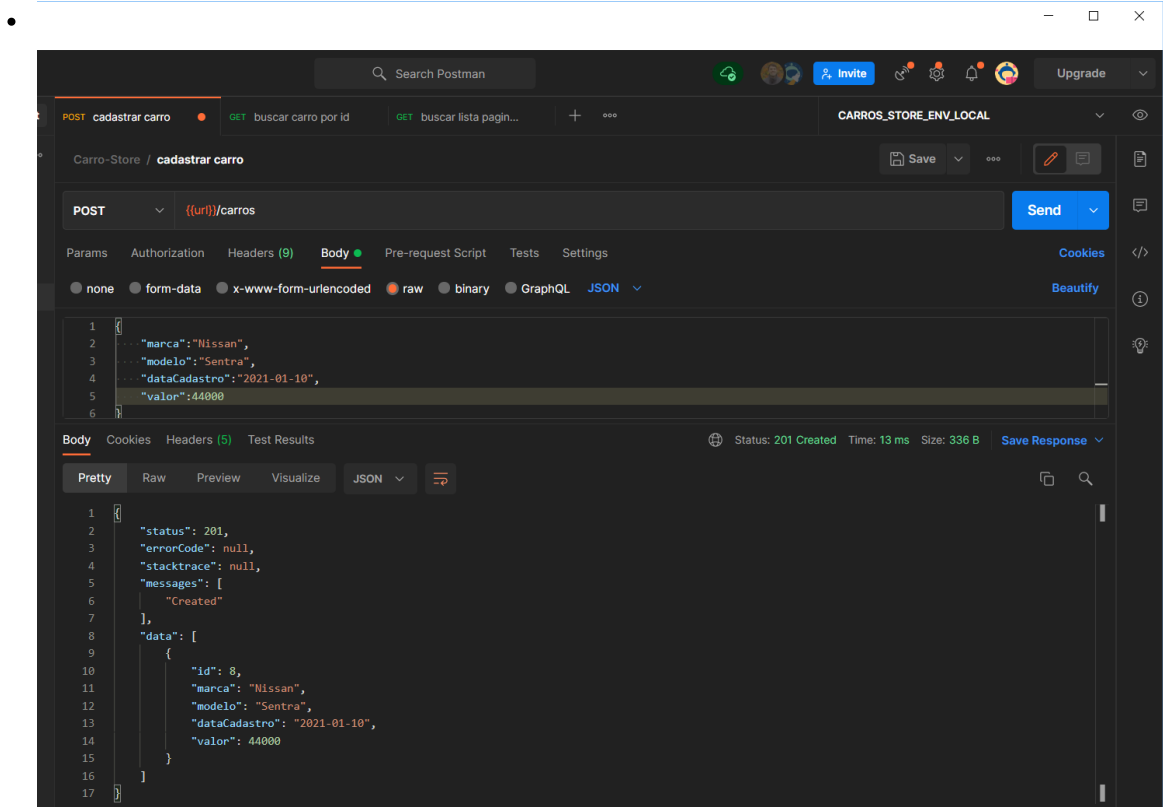 Search Postman
Invite
Upgrade
POST cadastrar carro
GET buscar carro por id
GET buscar lista pagin...
CARROS_STORE_ENV_LOCAL
Carro-Store / cadastrar carro
Save
POST
{{url}}/carros
Send
Params Authorization Headers (9) Body Pre-request Script Tests Settings Cookies
none form-data x-www-form-urlencoded raw binary GraphQL JSON Beautify
1 {
2 ····"marca":"Nissan",
3 ····"modelo":"Sentra",
4 ····"dataCadastro":"2021-01-10",
5 "valor":44000
6 }
Body Cookies Headers (5) Test Results Status: 201 Created Time: 13 ms Size: 336 B Save Response
Pretty Raw Preview Visualize JSON
1 {
2 "status": 201,
3 "errorCode": null,
4 "stacktrace": null,
5 "messages": [
6 "Created"
7 ],
8 "data": [
9 {
10 "id": 8,
11 "marca": "Nissan",
12 "modelo": "Sentra",
13 "dataCadastro": "2021-01-10",
14 "valor": 44000
15 }
16 ]
17 }